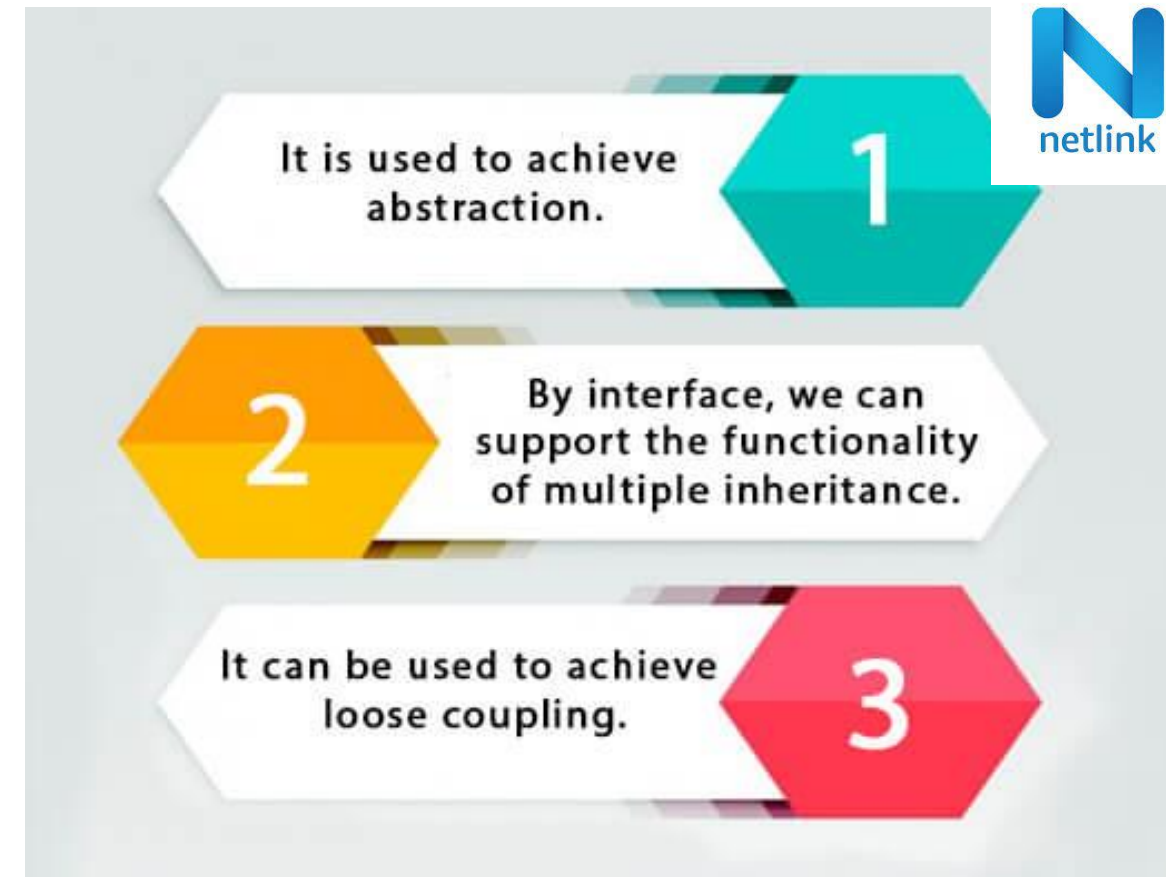 netlink
It is used to achieve
abstraction.
1
2
By interface, we can
support the functionality
of multiple inheritance.
It can be used to achieve
loose coupling.
3